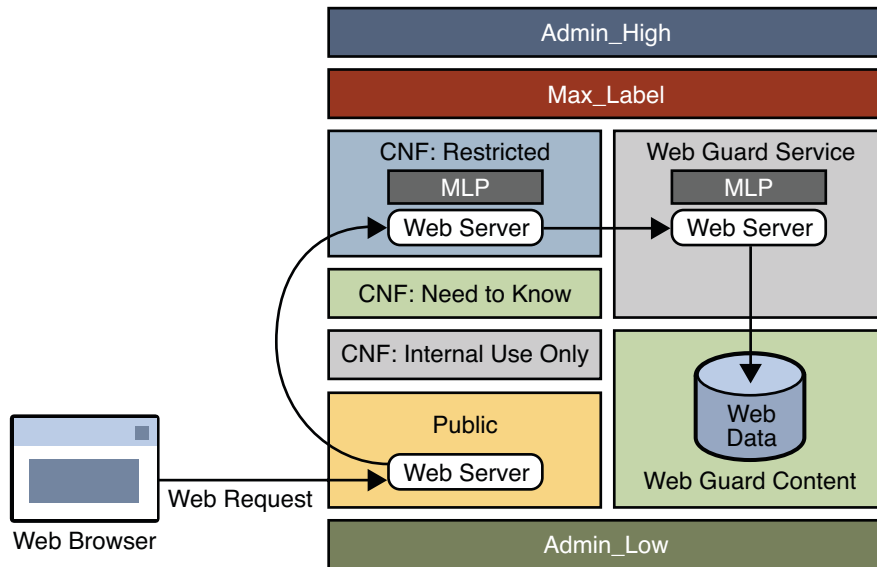 Admin_High
Max_Label
CNF: Restricted
MLP
Web Server
Web Guard Service
MLP
Web Server
CNF: Need to Know
CNF: Internal Use Only
Public
Web Server
Web
Data
Web Guard Content
Web Request
Web Browser
Admin_Low